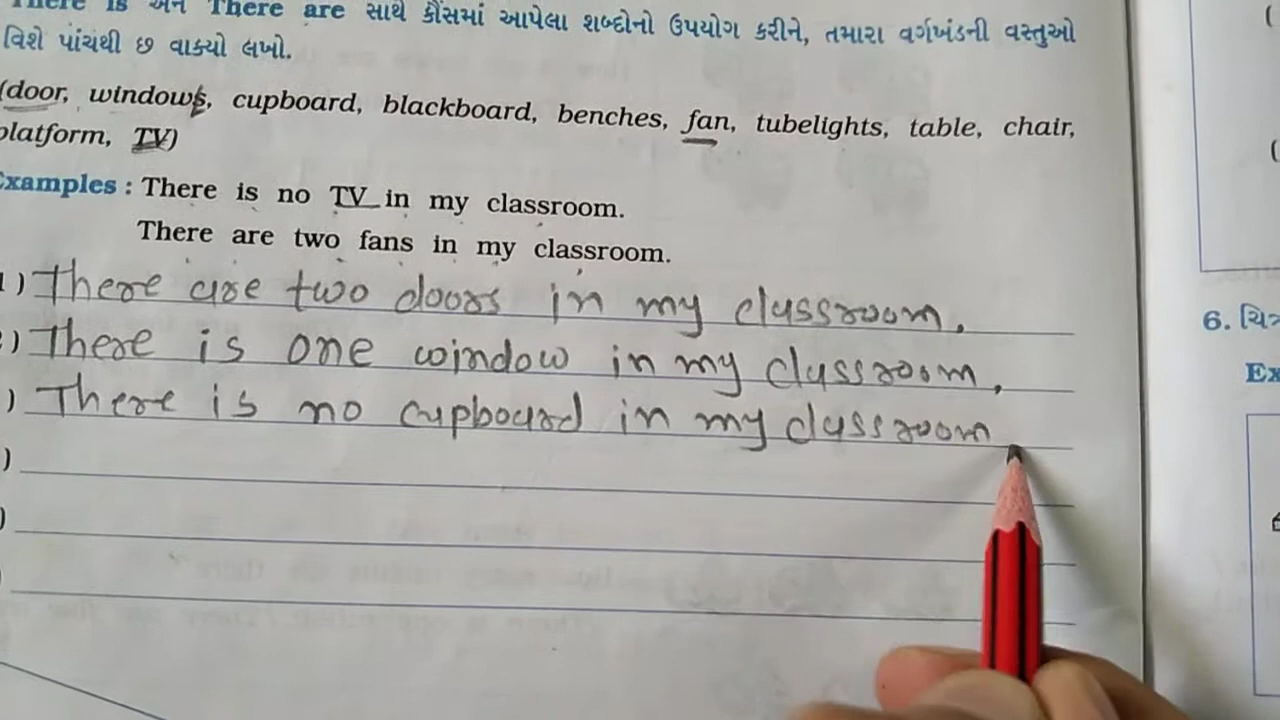 There is અને There are સાથે કૌંસમાં આપેલા શબ્દોનો ઉપયોગ કરીને, તમારા વર્ગખંડની વસ્તુઓ
વિશે પાંચથી છ વાક્યો લખો.
(door, windows, cupboard, blackboard, benches, fan, tubelights, table, chair,
platform, TV)
Examples : There is no TV in my classroom.
There are two fans in my classroom.
1) There are two doors in my classroom.
2) There is one window in my classroom.
) There is no cupboard in my classroom
)
)
6. ચિત્ર
Ex